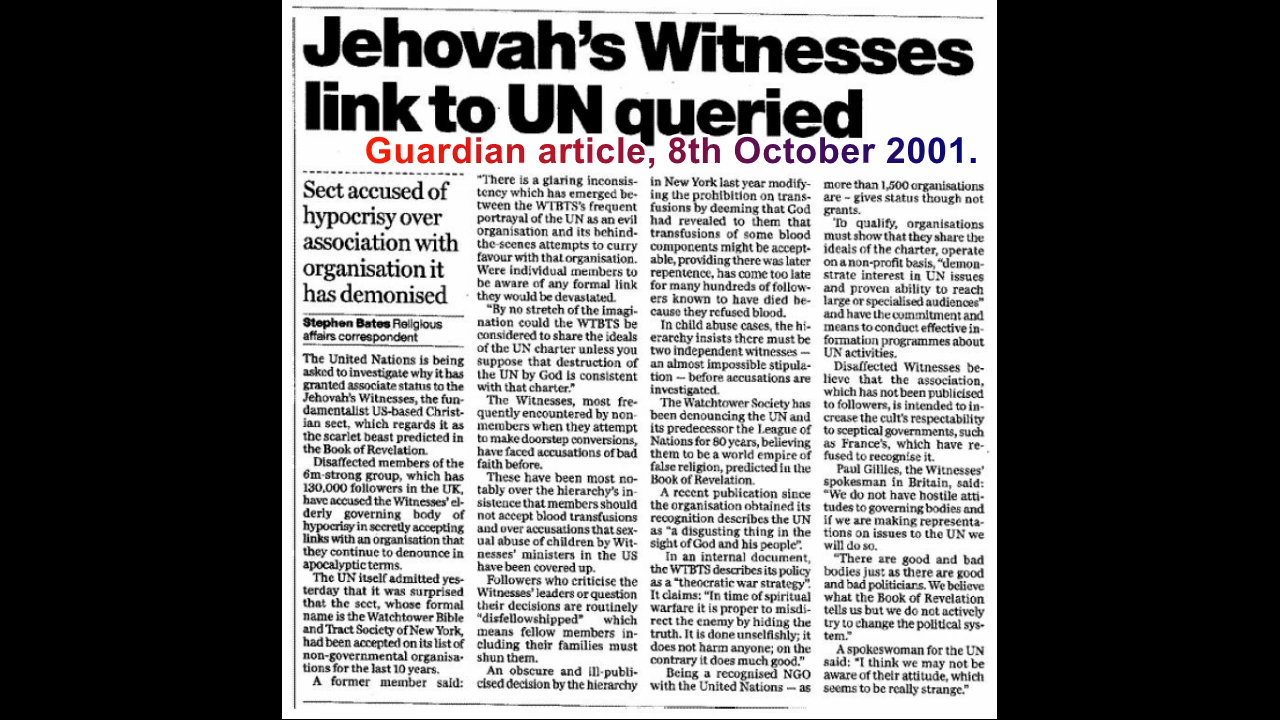 Jehovah's Witnesses
link to UN queried
Guardian article, 8th October 2001.
Sect accused of
hypocrisy over
association with
organisation it
has demonised
Stephen Bates Religious
affairs correspondent
The United Nations is being
asked to investigate why it has
granted associate status to the
Jehovah's Witnesses, the fun-
damentalist US-based Christ-
ian sect, which regards it as
the scarlet beast predicted in
the Book of Revelation.
Disaffected members of the
6m-strong group, which has
130,000 followers in the UK,
have accused the Witnesses' el-
derly governing body of
hypocrisy in secretly accepting
links with an organisation that
they continue to denounce in
apocalyptic terms.
The UN itself admitted yes-
terday that it was surprised
that the sect, whose formal
name is the Watchtower Bible
and Tract Society of New York,
had been accepted on its list of
non-governmental organisa-
tions for the last 10 years.
A former member said:
"There is a glaring inconsis-
tency which has emerged be-
tween the WTBTS's frequent
portrayal of the UN as an evil
organisation and its behind-
the-scenes attempts to curry
favour with that organisation.
Were individual members to
be aware of any formal link
they would be devastated.
"By no stretch of the imagi-
nation could the WTBTS be
considered to share the ideals
of the UN charter unless you
suppose that destruction of
the UN by God is consistent
with that charter."
The Witnesses, most fre-
quently encountered by non-
members when they attempt
to make doorstep conversions,
have faced accusations of bad
faith before.
These have been most no-
tably over the hierarchy's in-
sistence that members should
not accept blood transfusions
and over accusations that sex-
ual abuse of children by Wit-
nesses' ministers in the US
have been covered up.
Followers who criticise the
Witnesses' leaders or question
their decisions are routinely
"disfellowshipped" which
means fellow members in-
cluding their families must
shun them.
An obscure and ill-publi-
cised decision by the hierarchy
in New York last year modify-
ing the prohibition on trans-
fusions by deeming that God
had revealed to them that
transfusions of some blood
components might be accept-
able, providing there was later
repentence, has come too late
for many hundreds of follow-
ers known to have died be-
cause they refused blood.
In child abuse cases, the hi-
erarchy insists there must be
two independent witnesses —
an almost impossible stipula-
tion — before accusations are
investigated.
The Watchtower Society has
been denouncing the UN and
its predecessor the League of
Nations for 80 years, believing
them to be a world empire of
false religion, predicted in the
Book of Revelation.
A recent publication since
the organisation obtained its
recognition describes the UN
as "a disgusting thing in the
sight of God and his people".
In an internal document,
the WTBTS describes its policy
as a "theocratic war strategy".
It claims: "In time of spiritual
warfare it is proper to misdi-
rect the enemy by hiding the
truth. It is done unselfishly; it
does not harm anyone; on the
contrary it does much good."
Being a recognised NGO
with the United Nations — as
more than 1,500 organisations
are – gives status though not
grants.
To qualify, organisations
must show that they share the
ideals of the charter, operate
on a non-profit basis, "demon-
strate interest in UN issues
and proven ability to reach
large or specialised audiences"
and have the commitment and
means to conduct effective in-
formation programmes about
UN activities.
Disaffected Witnesses be-
lieve that the association,
which has not been publicised
to followers, is intended to in-
crease the cult's respectability
to sceptical governments, such
as France's, which have re-
fused to recognise it.
Paul Gillies, the Witnesses'
spokesman in Britain, said:
"We do not have hostile atti-
tudes to governing bodies and
if we are making representa-
tions on issues to the UN we
will do so.
"There are good and bad
bodies just as there are good
and bad politicians. We believe
what the Book of Revelation
tells us but we do not actively
try to change the political sys-
tem."
A spokeswoman for the UN
said: "I think we may not be
aware of their attitude, which
seems to be really strange."